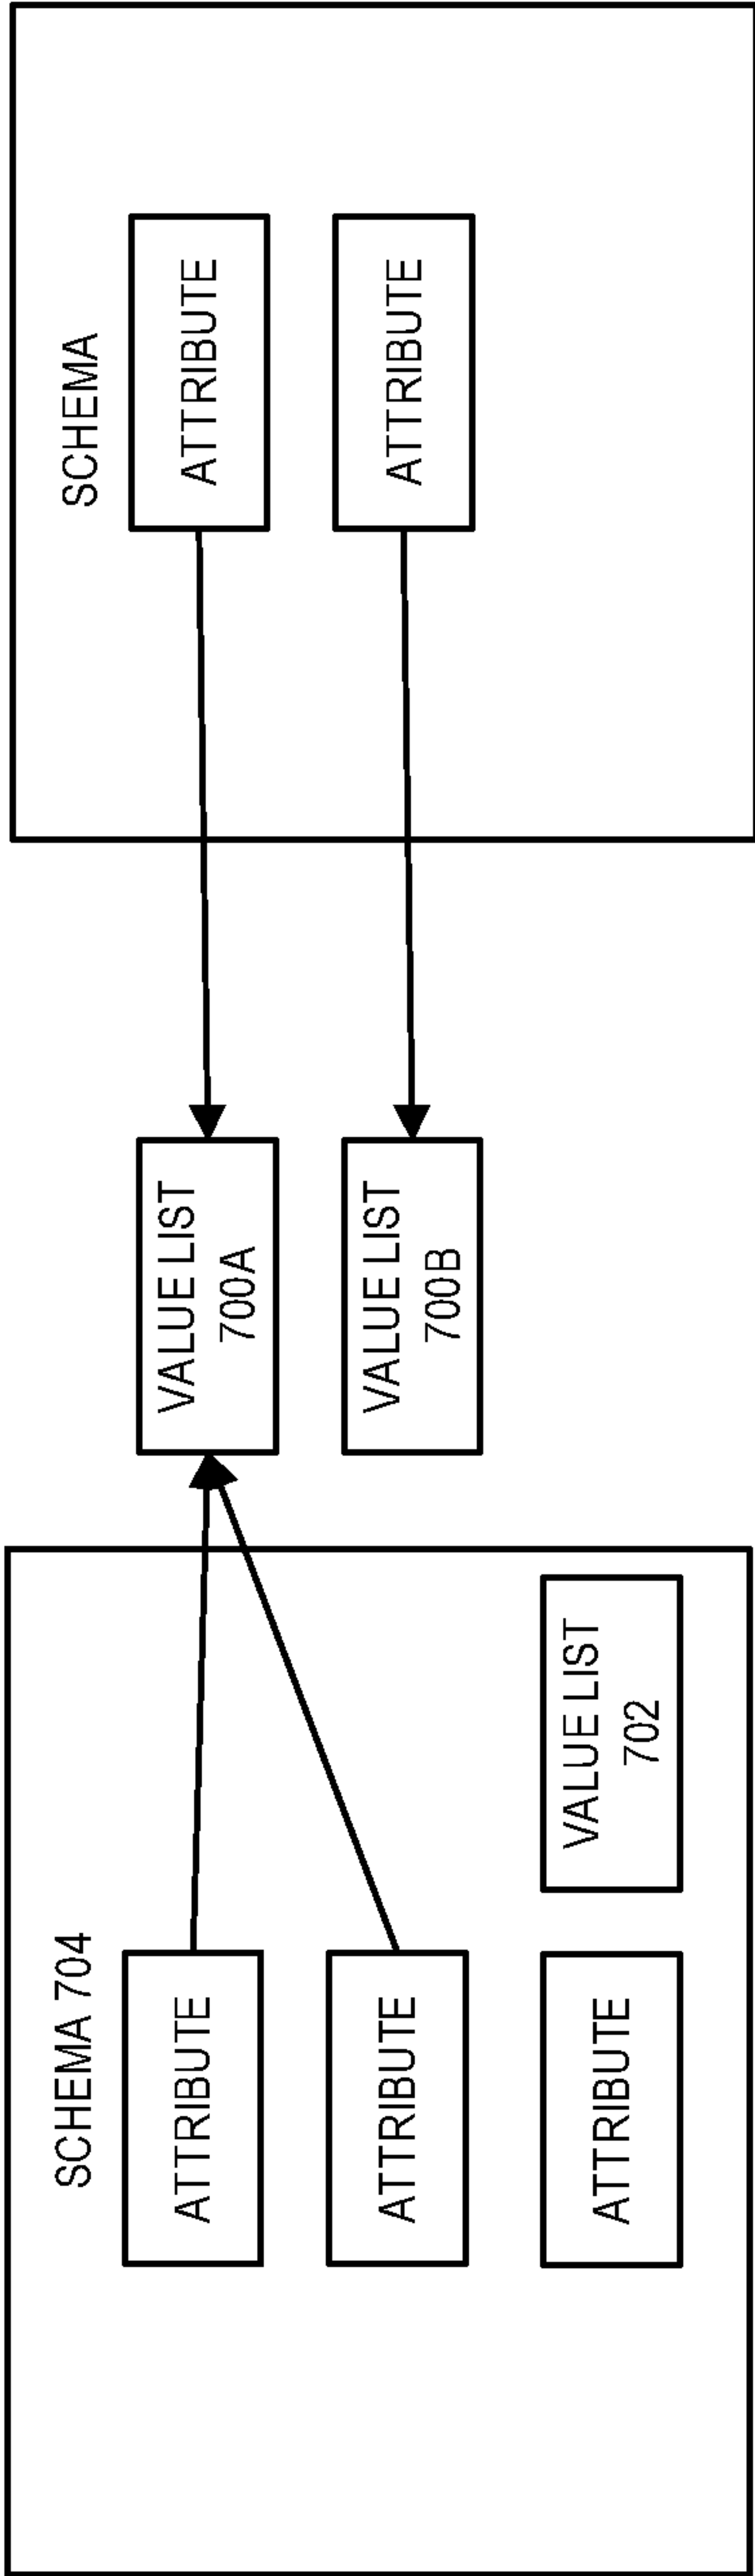 SCHEMA 704
ATTRIBUTE
ATTRIBUTE
ATTRIBUTE
VALUE LIST
702
VALUE LIST
700A
VALUE LIST
700B
SCHEMA
ATTRIBUTE
ATTRIBUTE